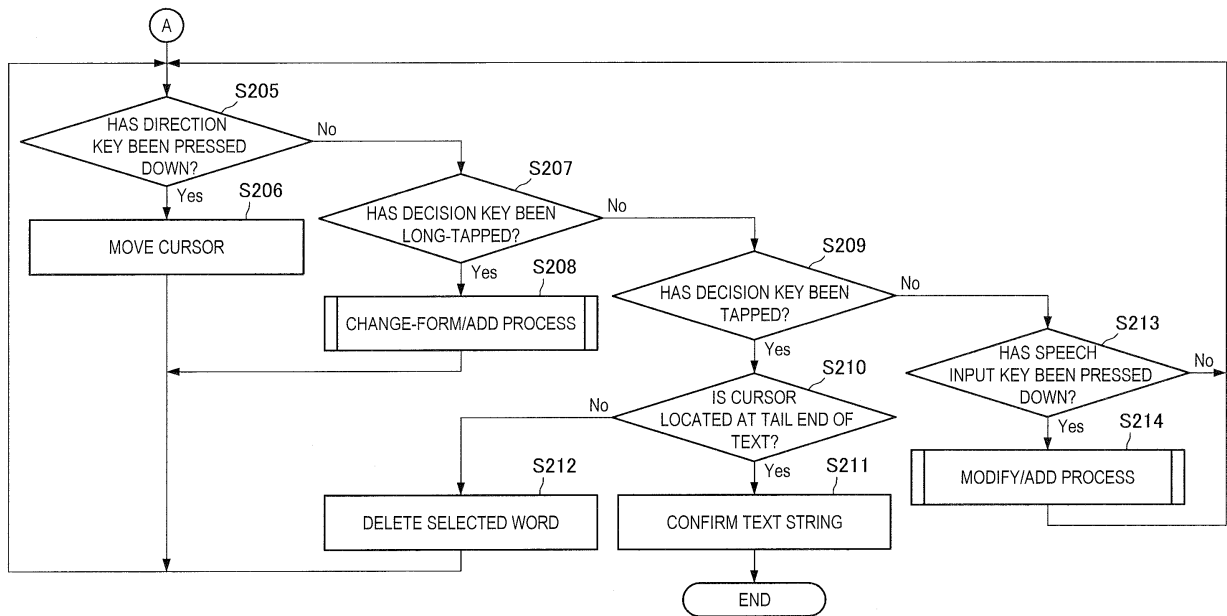 A
S205
HAS DIRECTION
KEY BEEN PRESSED
DOWN?
No
Yes
S206
MOVE CURSOR
S207
HAS DECISION KEY BEEN
LONG-TAPPED?
No
Yes
S208
CHANGE-FORM/ADD PROCESS
S209
HAS DECISION KEY BEEN
TAPPED?
No
Yes
S210
IS CURSOR
LOCATED AT TAIL END OF
TEXT?
No
Yes
S212
DELETE SELECTED WORD
S211
CONFIRM TEXT STRING
END
S213
HAS SPEECH
INPUT KEY BEEN PRESSED
DOWN?
No
Yes
S214
MODIFY/ADD PROCESS